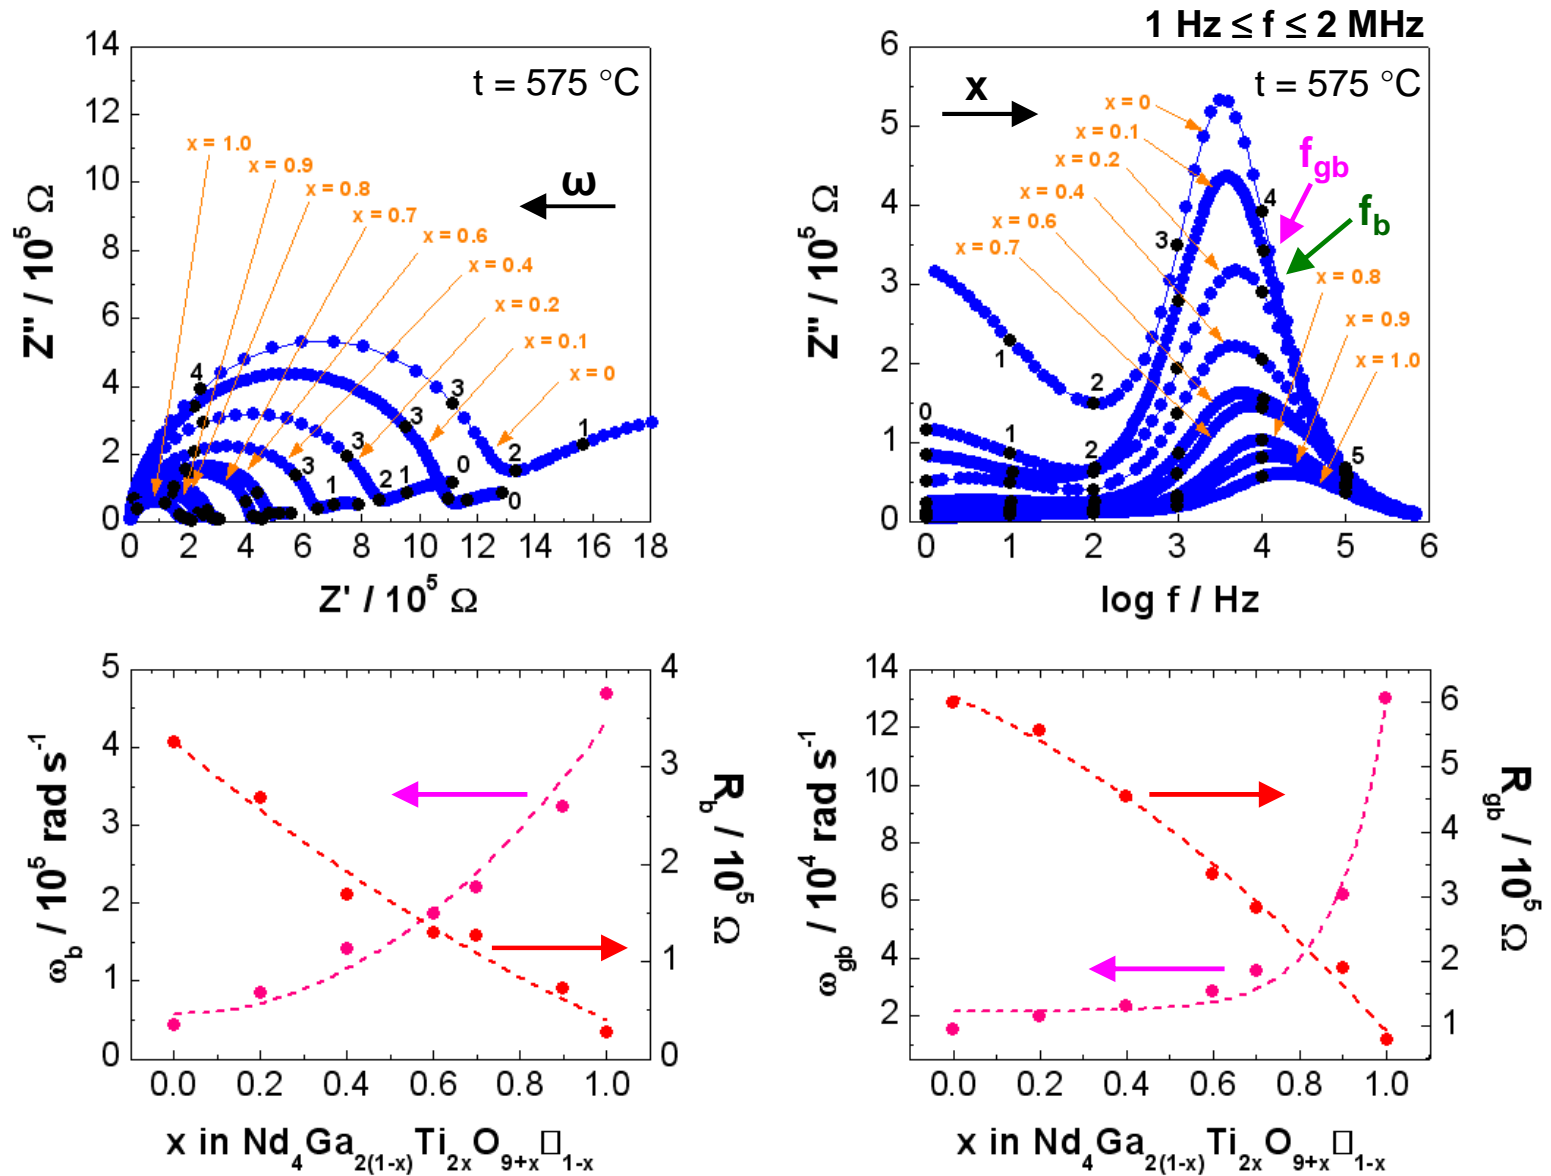 1 Hz ≤ f ≤ 2 MHz
14
12
10
8
6
4
2
0
Z'' / 10⁵ Ω
t = 575 °C
ω
x = 1.0
x = 0.9
x = 0.8
x = 0.7
x = 0.6
x = 0.4
x = 0.2
x = 0.1
x = 0
4
3
3
3
3
2
1
2
1
0
1
0
0 2 4 6 8 10 12 14 16 18
Z' / 10⁵ Ω
6
5
4
3
2
1
0
Z'' / 10⁵ Ω
x
t = 575 °C
x = 0
x = 0.1
x = 0.2
x = 0.4
x = 0.6
x = 0.7
f_gb
f_b
x = 0.8
x = 0.9
x = 1.0
4
3
1
2
0
1
2
5
0 1 2 3 4 5 6
log f / Hz
5
4
3
2
1
0
ω_b / 10⁵ rad s⁻¹
4
3
2
1
0
R_b / 10⁵ Ω
0.0 0.2 0.4 0.6 0.8 1.0
x in Nd₄Ga₂₍₁₋ₓ₎Ti₂ₓO₉₊ₓ□₁₋ₓ
14
12
10
8
6
4
2
ω_gb / 10⁴ rad s⁻¹
6
5
4
3
2
1
R_gb / 10⁵ Ω
0.0 0.2 0.4 0.6 0.8 1.0
x in Nd₄Ga₂₍₁₋ₓ₎Ti₂ₓO₉₊ₓ□₁₋ₓ